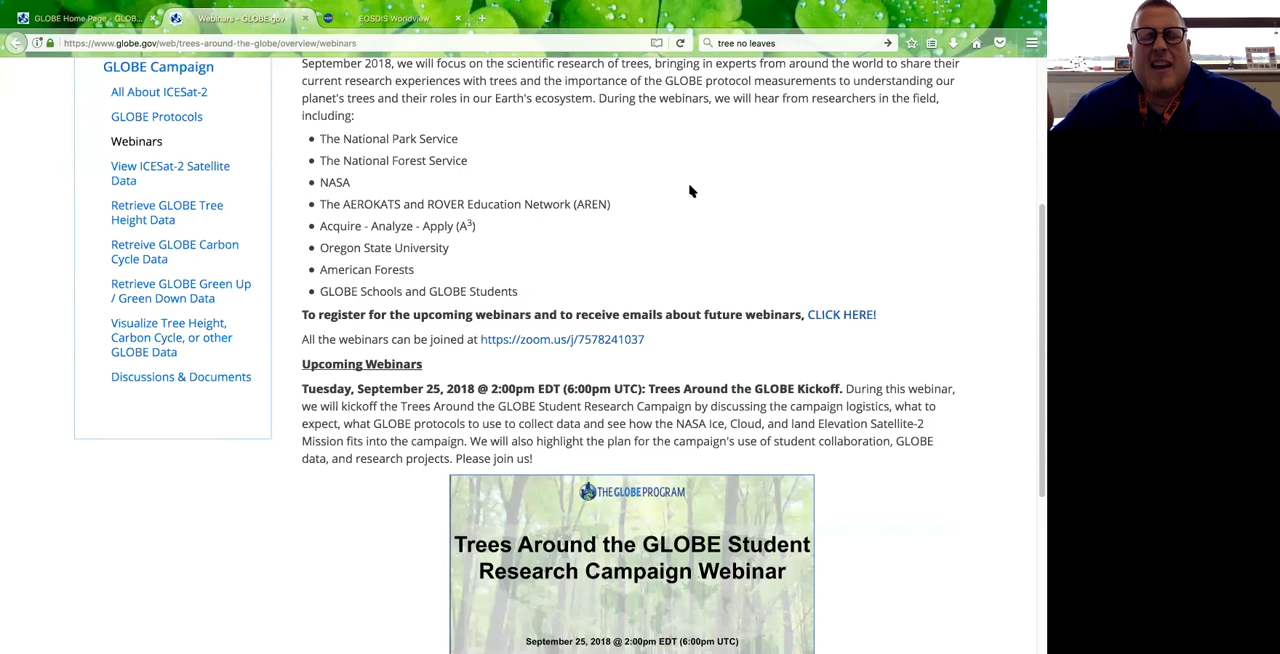 GLOBE Home Page - GLOB...
Webinars - GLOBE.gov
EOSDIS Worldview
https://www.globe.gov/web/trees-around-the-globe/overview/webinars
tree no leaves
GLOBE Campaign
All About ICESat-2
GLOBE Protocols
Webinars
View ICESat-2 Satellite
Data
Retrieve GLOBE Tree
Height Data
Retreive GLOBE Carbon
Cycle Data
Retrieve GLOBE Green Up
/ Green Down Data
Visualize Tree Height,
Carbon Cycle, or other
GLOBE Data
Discussions & Documents
September 2018, we will focus on the scientific research of trees, bringing in experts from around the world to share their
current research experiences with trees and the importance of the GLOBE protocol measurements to understanding our
planet's trees and their roles in our Earth's ecosystem. During the webinars, we will hear from researchers in the field,
including:
• The National Park Service
• The National Forest Service
• NASA
• The AEROKATS and ROVER Education Network (AREN)
• Acquire - Analyze - Apply (A³)
• Oregon State University
• American Forests
• GLOBE Schools and GLOBE Students
To register for the upcoming webinars and to receive emails about future webinars, CLICK HERE!
All the webinars can be joined at https://zoom.us/j/7578241037
Upcoming Webinars
Tuesday, September 25, 2018 @ 2:00pm EDT (6:00pm UTC): Trees Around the GLOBE Kickoff. During this webinar,
we will kickoff the Trees Around the GLOBE Student Research Campaign by discussing the campaign logistics, what to
expect, what GLOBE protocols to use to collect data and see how the NASA Ice, Cloud, and land Elevation Satellite-2
Mission fits into the campaign. We will also highlight the plan for the campaign's use of student collaboration, GLOBE
data, and research projects. Please join us!
THE GLOBE PROGRAM
Trees Around the GLOBE Student
Research Campaign Webinar
September 25, 2018 @ 2:00pm EDT (6:00pm UTC)